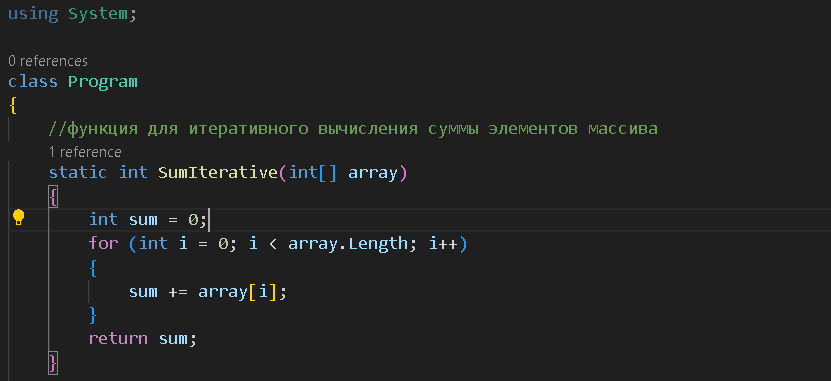 using System;
0 references
class Program
{
//функция для итеративного вычисления суммы элементов массива
1 reference
static int SumIterative(int[] array)
{
int sum = 0;
for (int i = 0; i < array.Length; i++)
{
sum += array[i];
}
return sum;
}